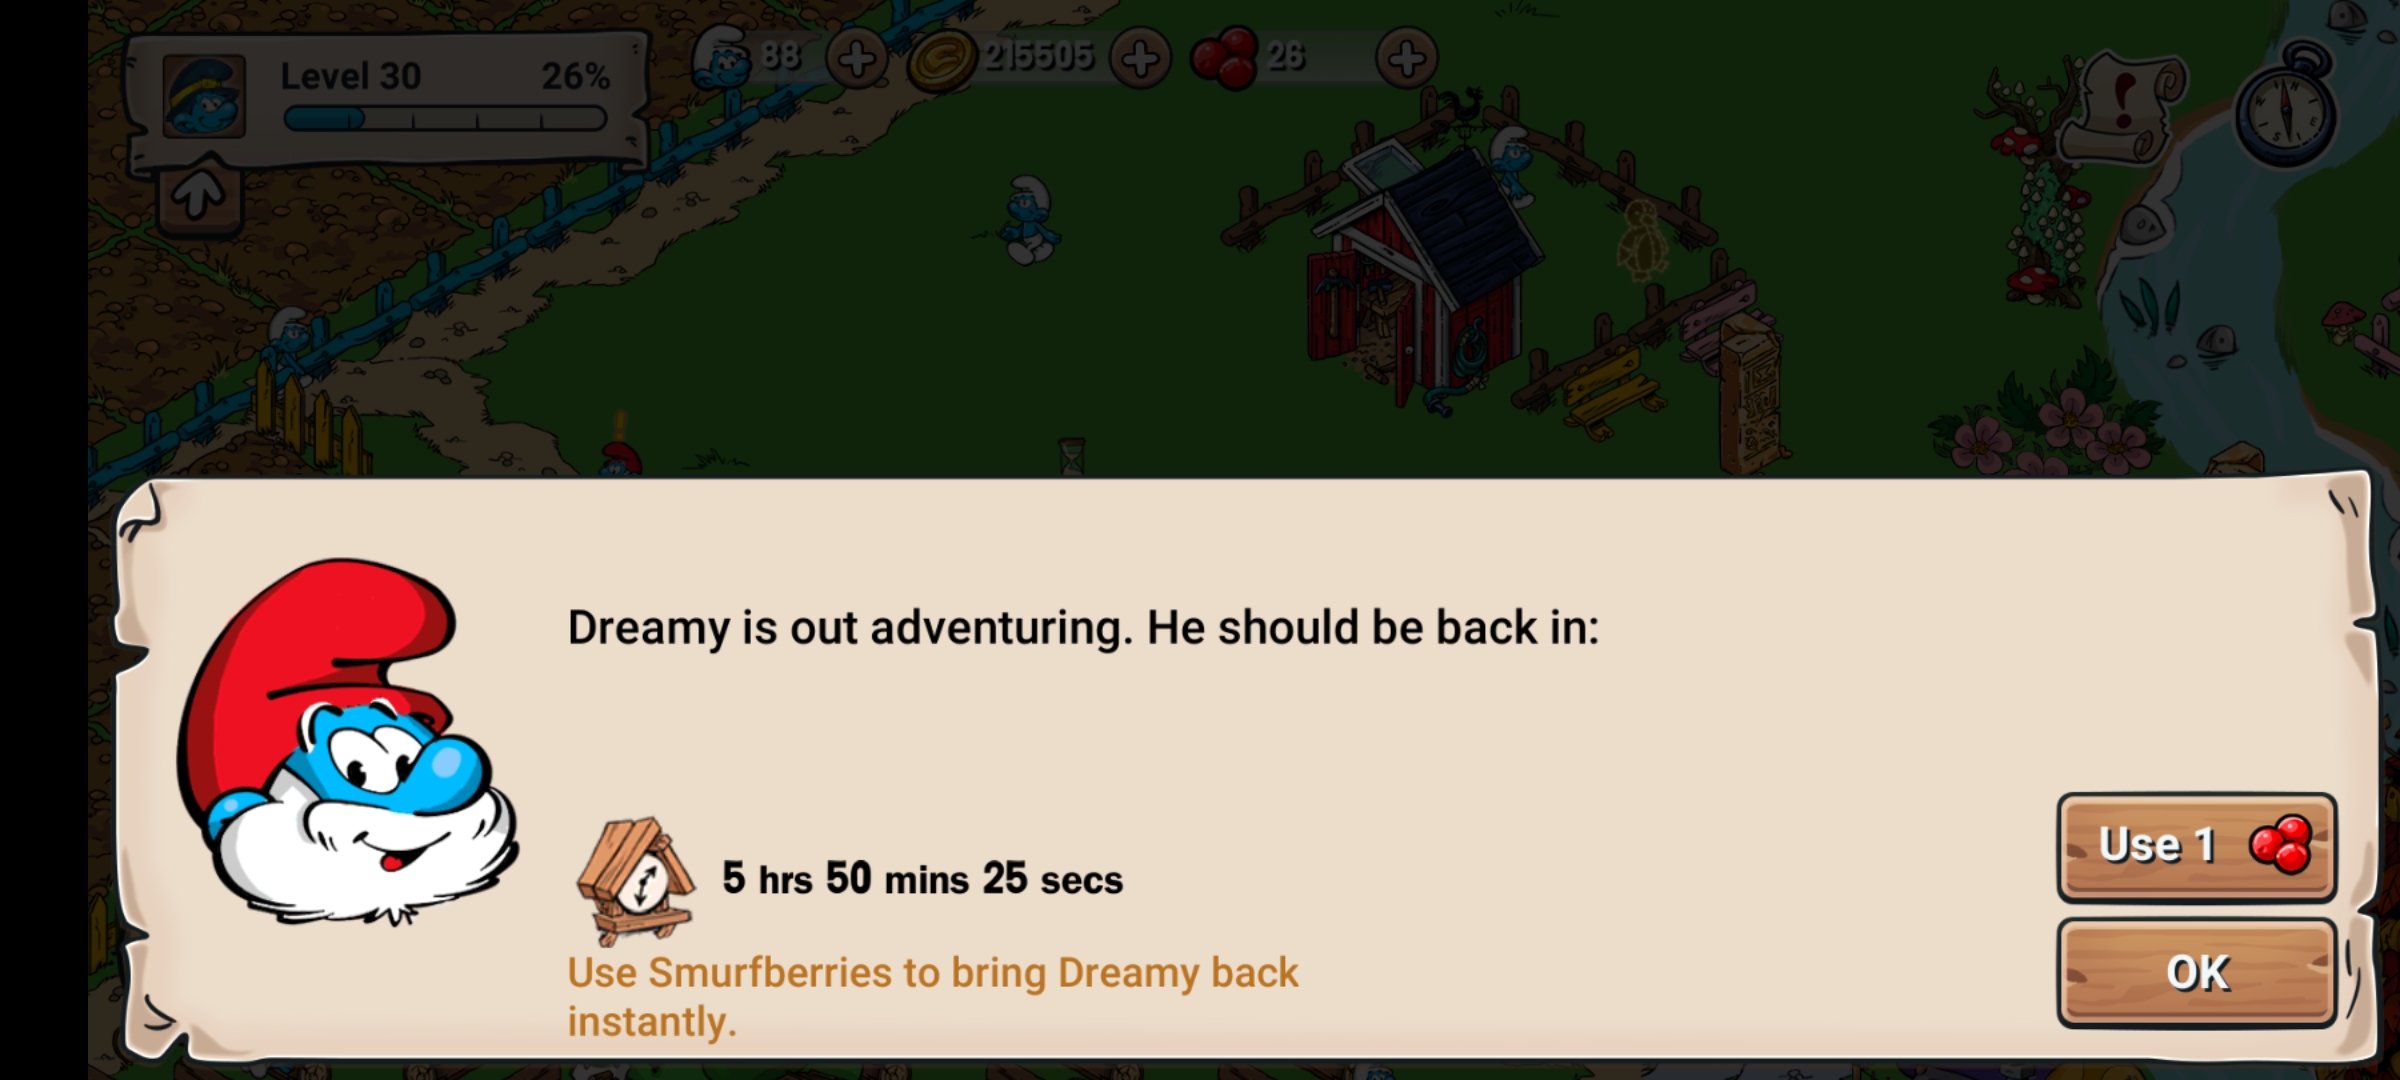 Level 30
26%
88
215505
26
Dreamy is out adventuring. He should be back in:
5 hrs 50 mins 25 secs
Use Smurfberries to bring Dreamy back
instantly.
Use 1
OK